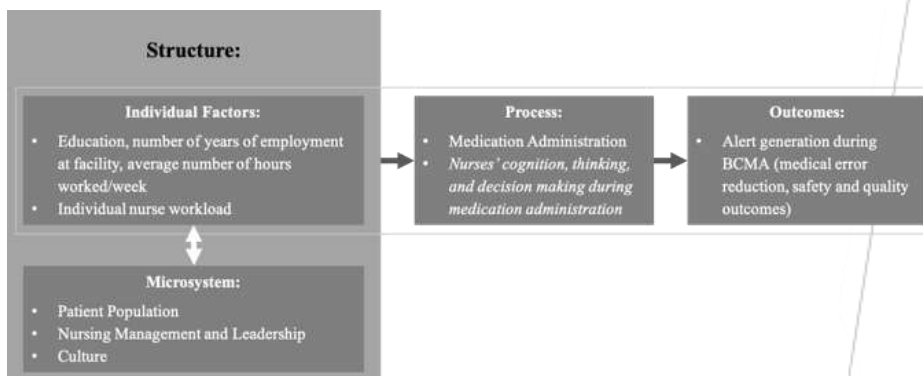 Structure:
Individual Factors:
• Education, number of years of employment
at facility, average number of hours
worked/week
• Individual nurse workload
Process:
• Medication Administration
• Nurses' cognition, thinking,
and decision making during
medication administration
Outcomes:
• Alert generation during
BCMA (medical error
reduction, safety and quality
outcomes)
Microsystem:
• Patient Population
• Nursing Management and Leadership
• Culture